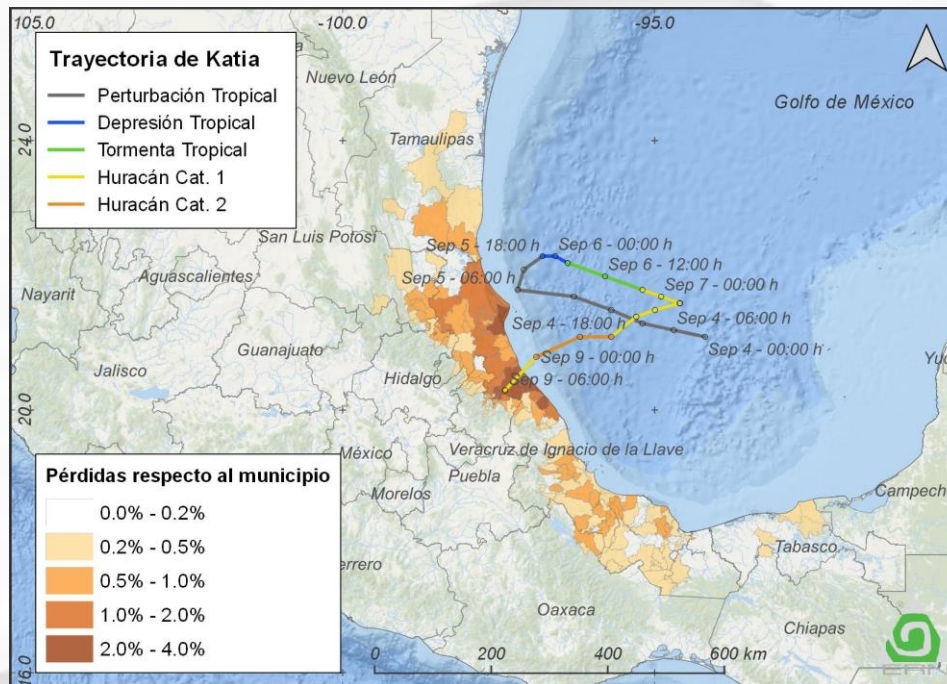 105.0
-100.0
-95.0
Trayectoria de Katia
Perturbación Tropical
Depresión Tropical
Tormenta Tropical
Huracán Cat. 1
Huracán Cat. 2
Nuevo León
Golfo de México
24.0
Tamaulipas
San Luis Potosí
Sep 5 - 18:00 h
Sep 6 - 00:00 h
Aguascalientes
Sep 5 - 06:00 h
Sep 6 - 12:00 h
Nayarit
Sep 7 - 00:00 h
Sep 4 - 18:00 h
Sep 4 - 06:00 h
Guanajuato
Sep 4 - 00:00 h
Jalisco
Hidalgo
Sep 9 - 00:00 h
Sep 9 - 06:00 h
20.0
México
Veracruz de Ignacio de la Llave
Puebla
Morelos
Campech
Tabasco
Oaxaca
Chiapas
Pérdidas respecto al municipio
0.0% - 0.2%
0.2% - 0.5%
0.5% - 1.0%
1.0% - 2.0%
2.0% - 4.0%
16.0
0 200 400 600 km
ERN